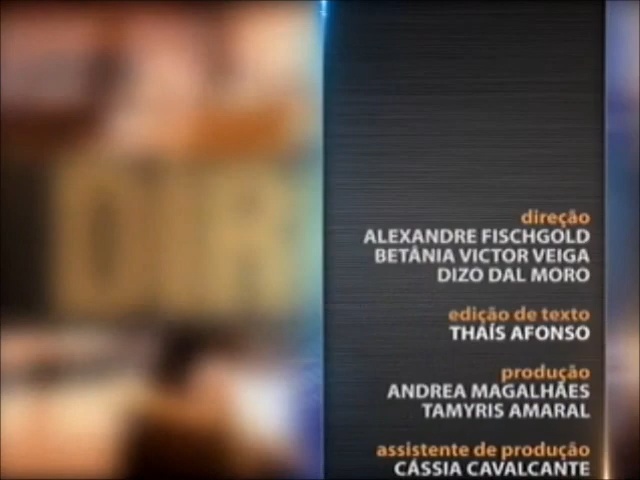 direção
ALEXANDRE FISCHGOLD
BETÂNIA VICTOR VEIGA
DIZO DAL MORO
edição de texto
THAÍS AFONSO
produção
ANDREA MAGALHÃES
TAMYRIS AMARAL
assistente de produção
CÁSSIA CAVALCANTE